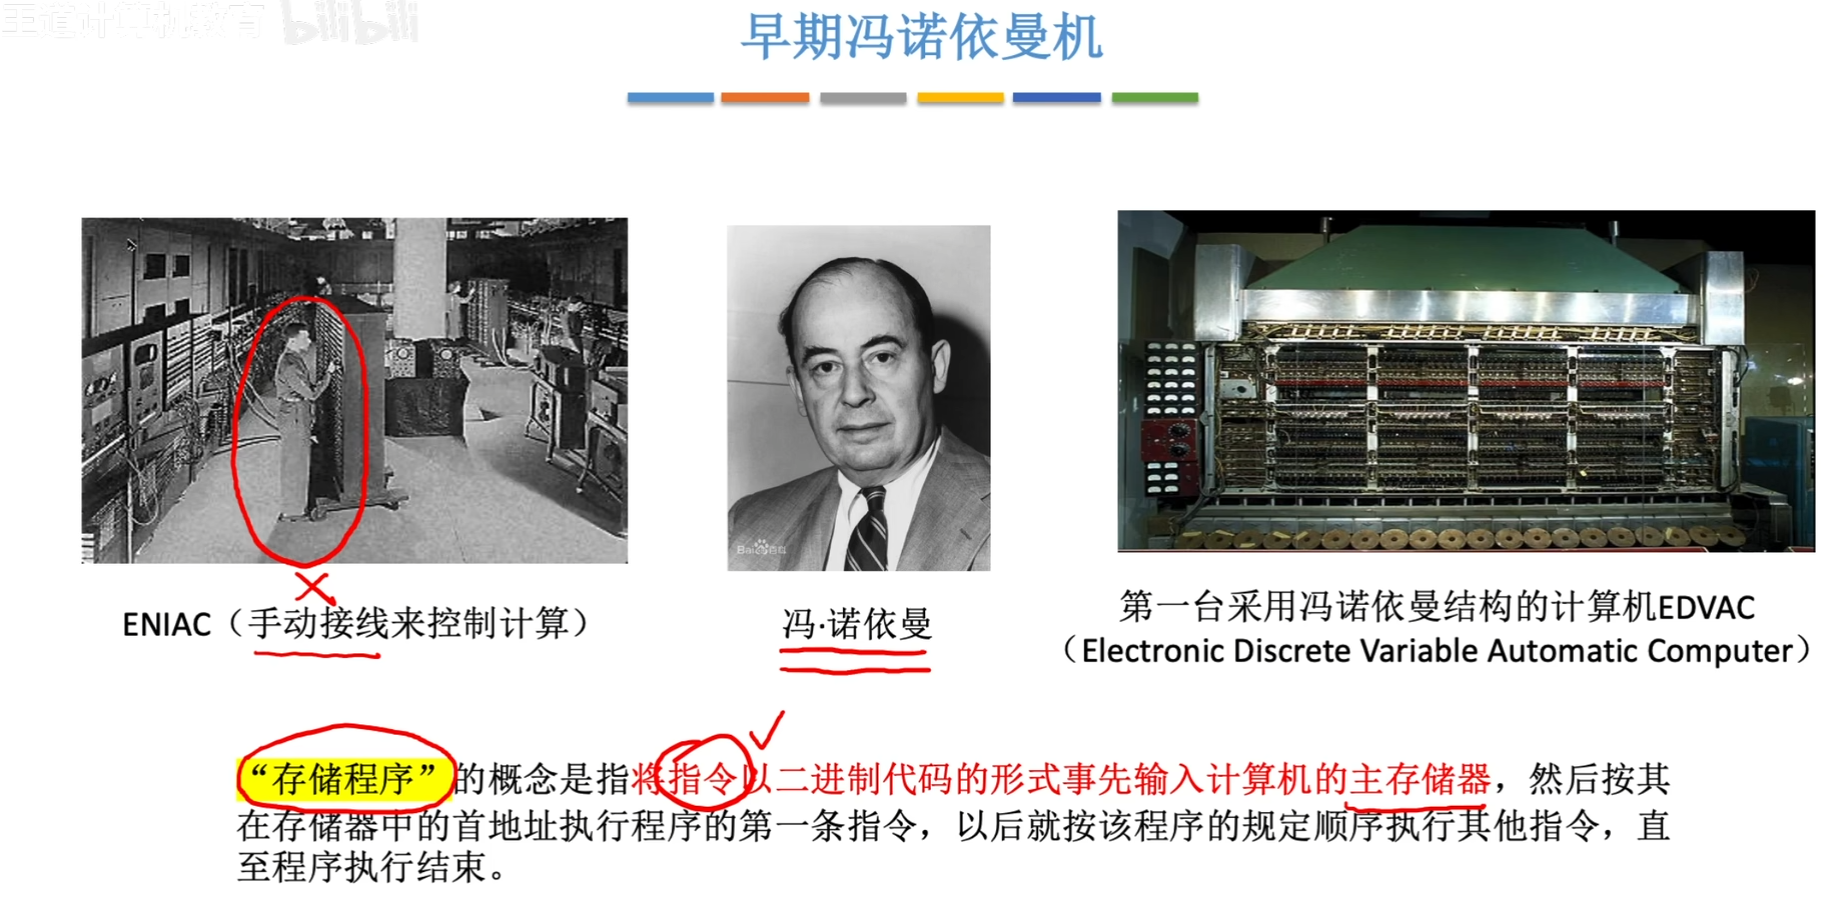 王道计算机教育 bilibili
早期冯诺依曼机
Bai百科
ENIAC（手动接线来控制计算）
冯·诺依曼
第一台采用冯诺依曼结构的计算机EDVAC
（Electronic Discrete Variable Automatic Computer）
“存储程序”的概念是指将指令以二进制代码的形式事先输入计算机的主存储器，然后按其
在存储器中的首地址执行程序的第一条指令，以后就按该程序的规定顺序执行其他指令，直
至程序执行结束。